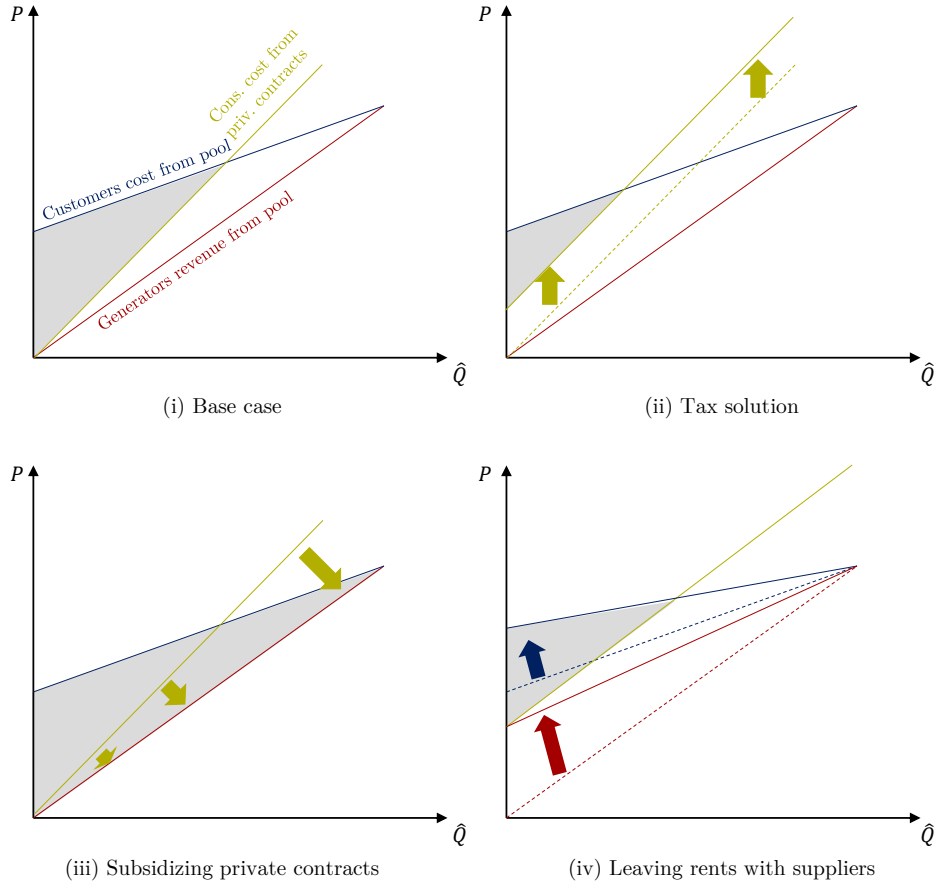 P
Cons. cost from
priv. contracts
Customers cost from pool
Generators revenue from pool
Q̂
(i) Base case
P
Q̂
(ii) Tax solution
P
Q̂
(iii) Subsidizing private contracts
P
Q̂
(iv) Leaving rents with suppliers